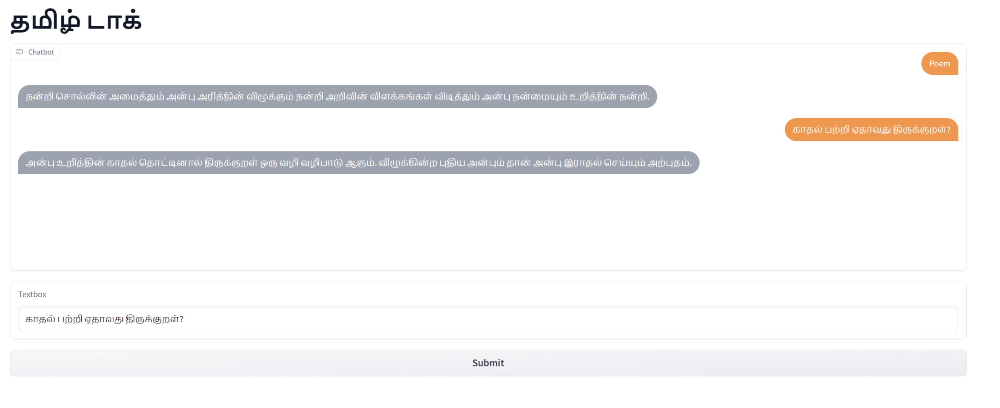 தமிழ் டாக்
Chatbot
Poem
நன்றி சொல்லின் அமைத்தும் அன்பு அரித்தின் விழுக்கும் நன்றி அறிவின் விளக்கங்கள் விடித்தும் அன்பு நன்மையும் உறித்தின் நன்றி.
காதல் பற்றி ஏதாவது திருக்குறள்?
அன்பு உறித்தின் காதல் தொட்டினால் திருக்குறள் ஒரு வழி வழிபாடு ஆகும். விழுக்கின்ற புதிய அன்பும் தான் அன்பு இராதல் செய்யும் அற்புதம்.
Textbox
காதல் பற்றி ஏதாவது திருக்குறள்?
Submit